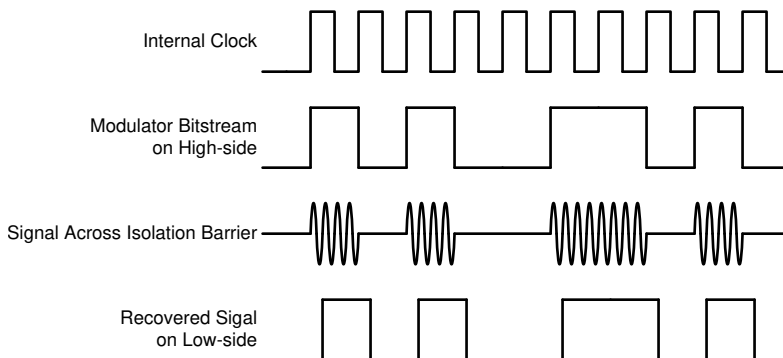 Internal Clock
Modulator Bitstream
on High-side
Signal Across Isolation Barrier
Recovered Sigal
on Low-side